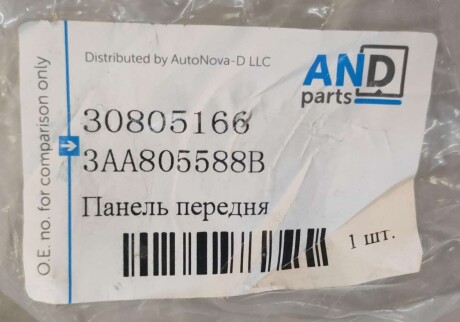 Distributed by AutoNova-D LLC
AND
parts
O.E. no. for comparison only
30805166
3AA805588B
Панель передня
1 шт.